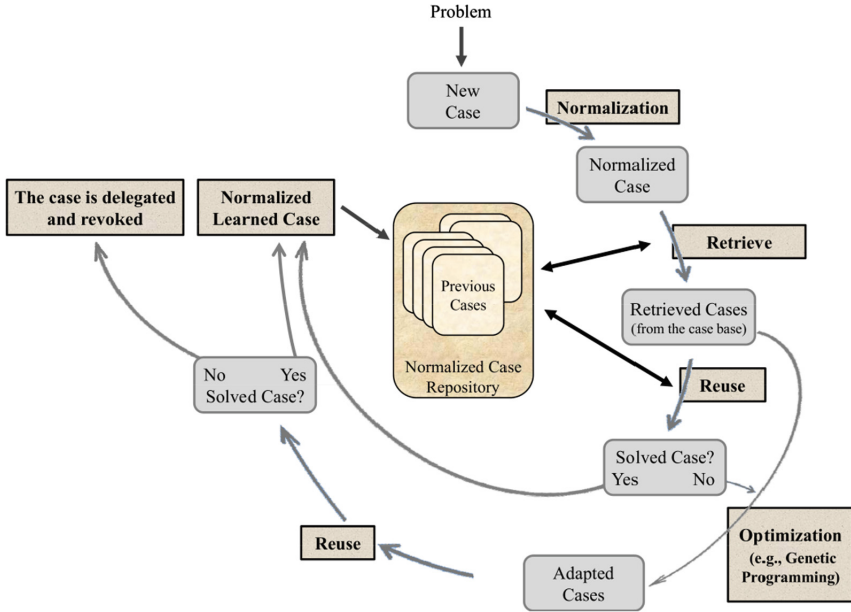 Problem
New
Case
Normalization
Normalized
Case
The case is delegated
and revoked
Normalized
Learned Case
Retrieve
Previous
Cases
Retrieved Cases
(from the case base)
Normalized Case
Repository
No Yes
Solved Case?
Reuse
Solved Case?
Yes No
Reuse
Optimization
(e.g., Genetic
Programming)
Adapted
Cases